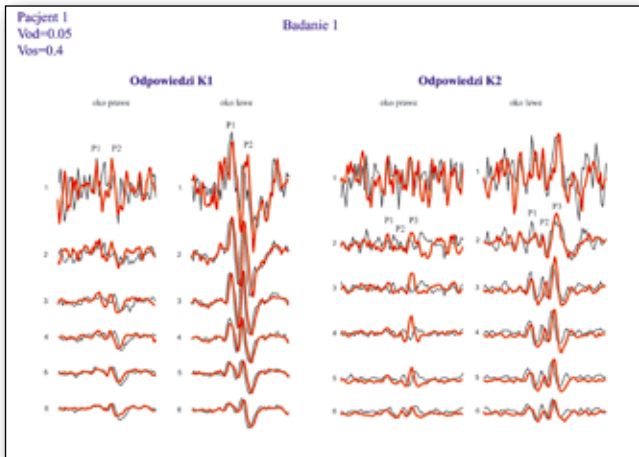 Pacjent 1
Vod=0.05
Vos=0.4
Badanie 1
Odpowiedzi K1
Odpowiedzi K2
oko prawe
oko lewe
oko prawe
oko lewe
P1 P2
P1
P2
P1
P2
P3
P1
P2
P3
1
2
3
4
5
6
1
2
3
4
5
6
1
2
3
4
5
6
1
2
3
4
5
6